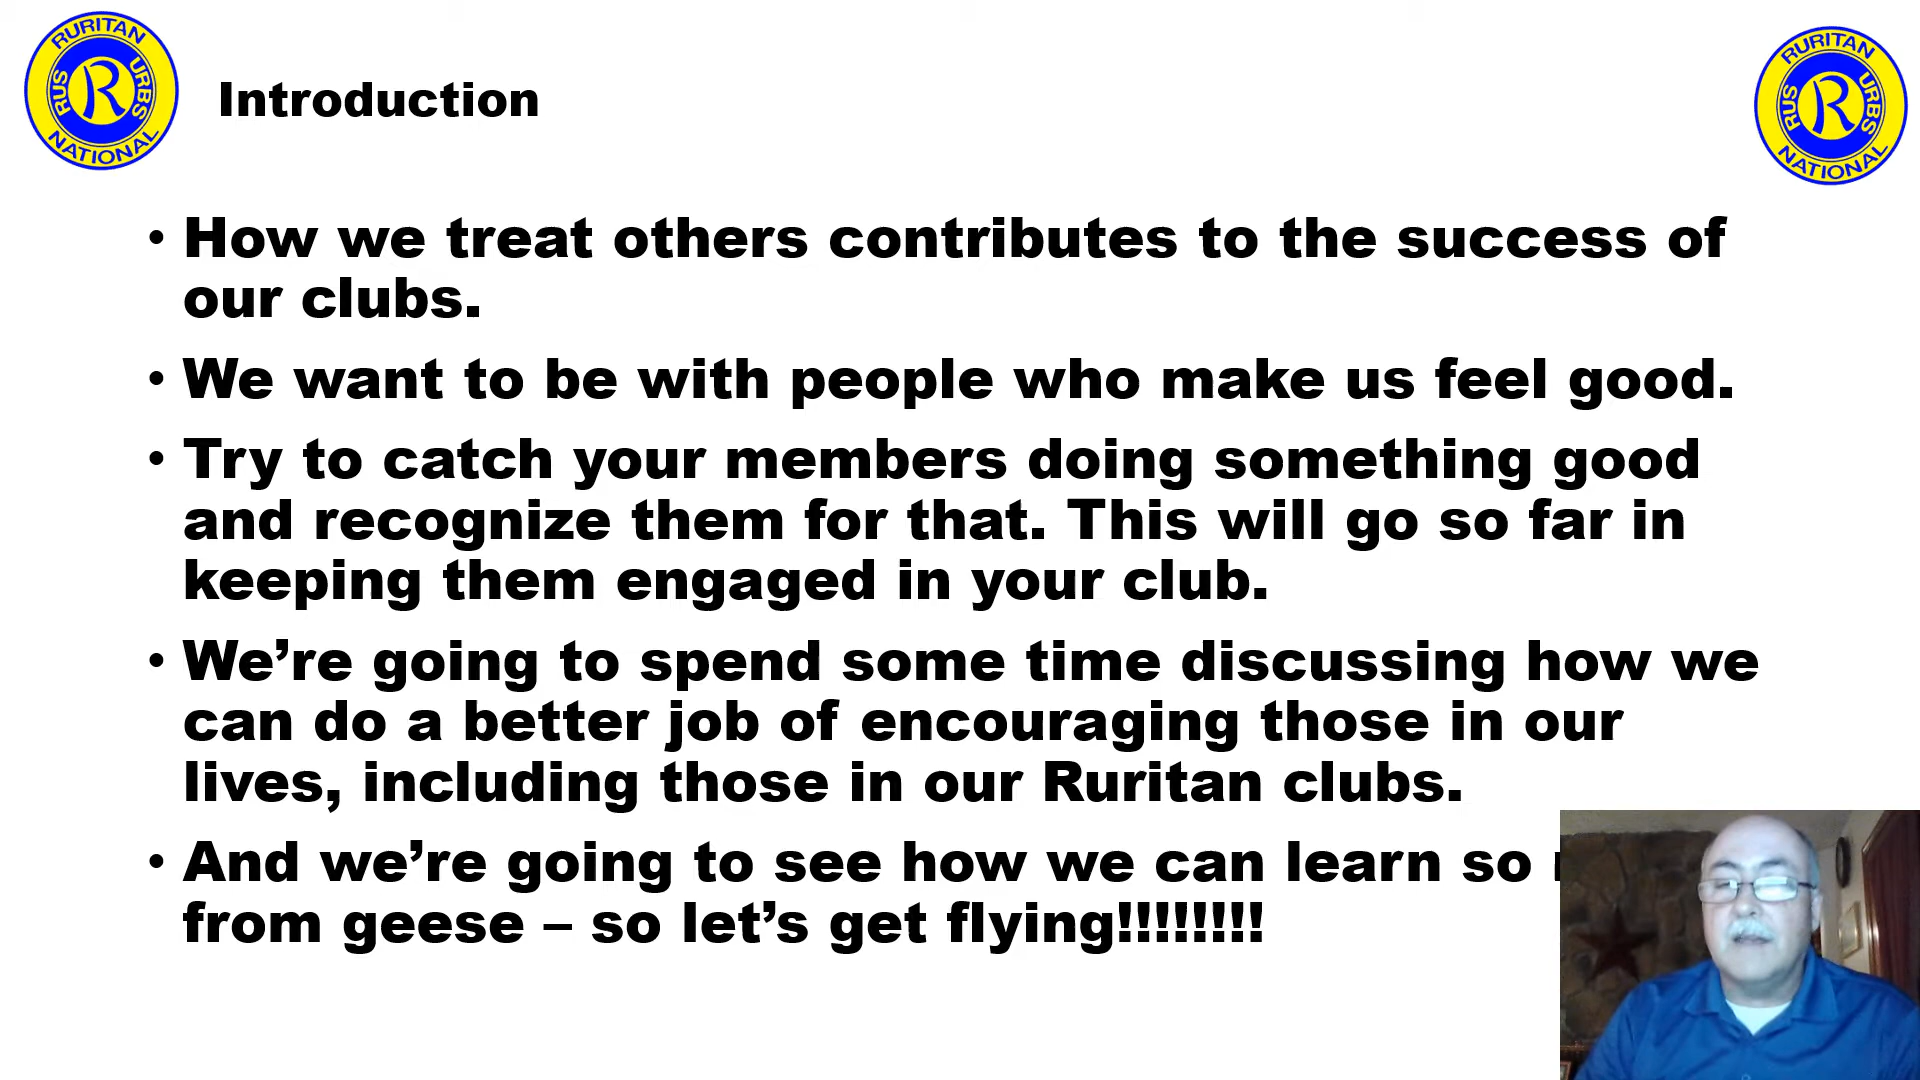 RURITAN
RUS
R
URBS
NATIONAL
Introduction
RURITAN
RUS
R
URBS
NATIONAL
• How we treat others contributes to the success of
our clubs.
• We want to be with people who make us feel good.
• Try to catch your members doing something good
and recognize them for that. This will go so far in
keeping them engaged in your club.
• We’re going to spend some time discussing how we
can do a better job of encouraging those in our
lives, including those in our Ruritan clubs.
• And we’re going to see how we can learn so
from geese – so let’s get flying!!!!!!!!